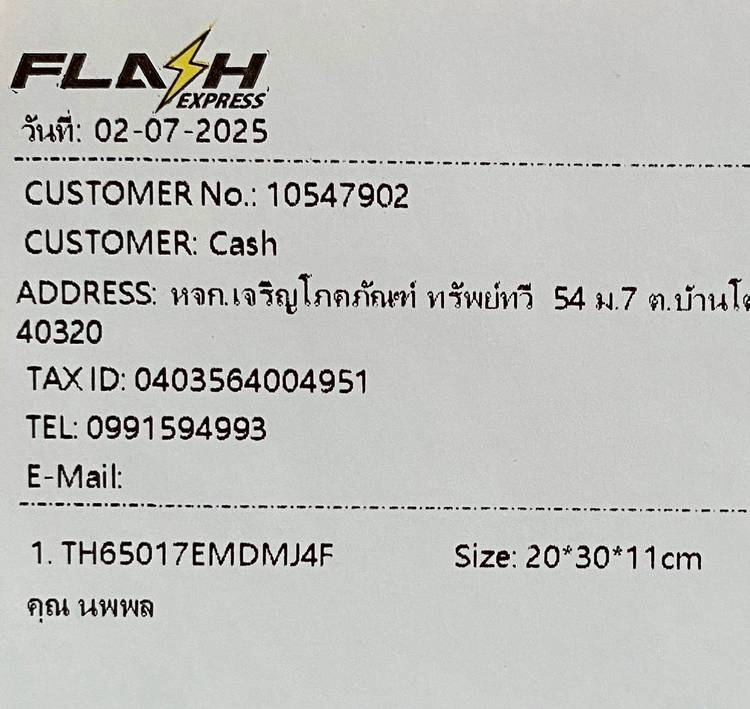 FLASH
EXPRESS
วันที่: 02-07-2025
CUSTOMER No.: 10547902
CUSTOMER: Cash
ADDRESS: หจก.เจริญโภคภัณฑ์ ทรัพย์ทวี 54 ม.7 ต.บ้านโ
40320
TAX ID: 0403564004951
TEL: 0991594993
E-Mail:
1. TH65017EMDMJ4F Size: 20*30*11cm
คุณ นพพล